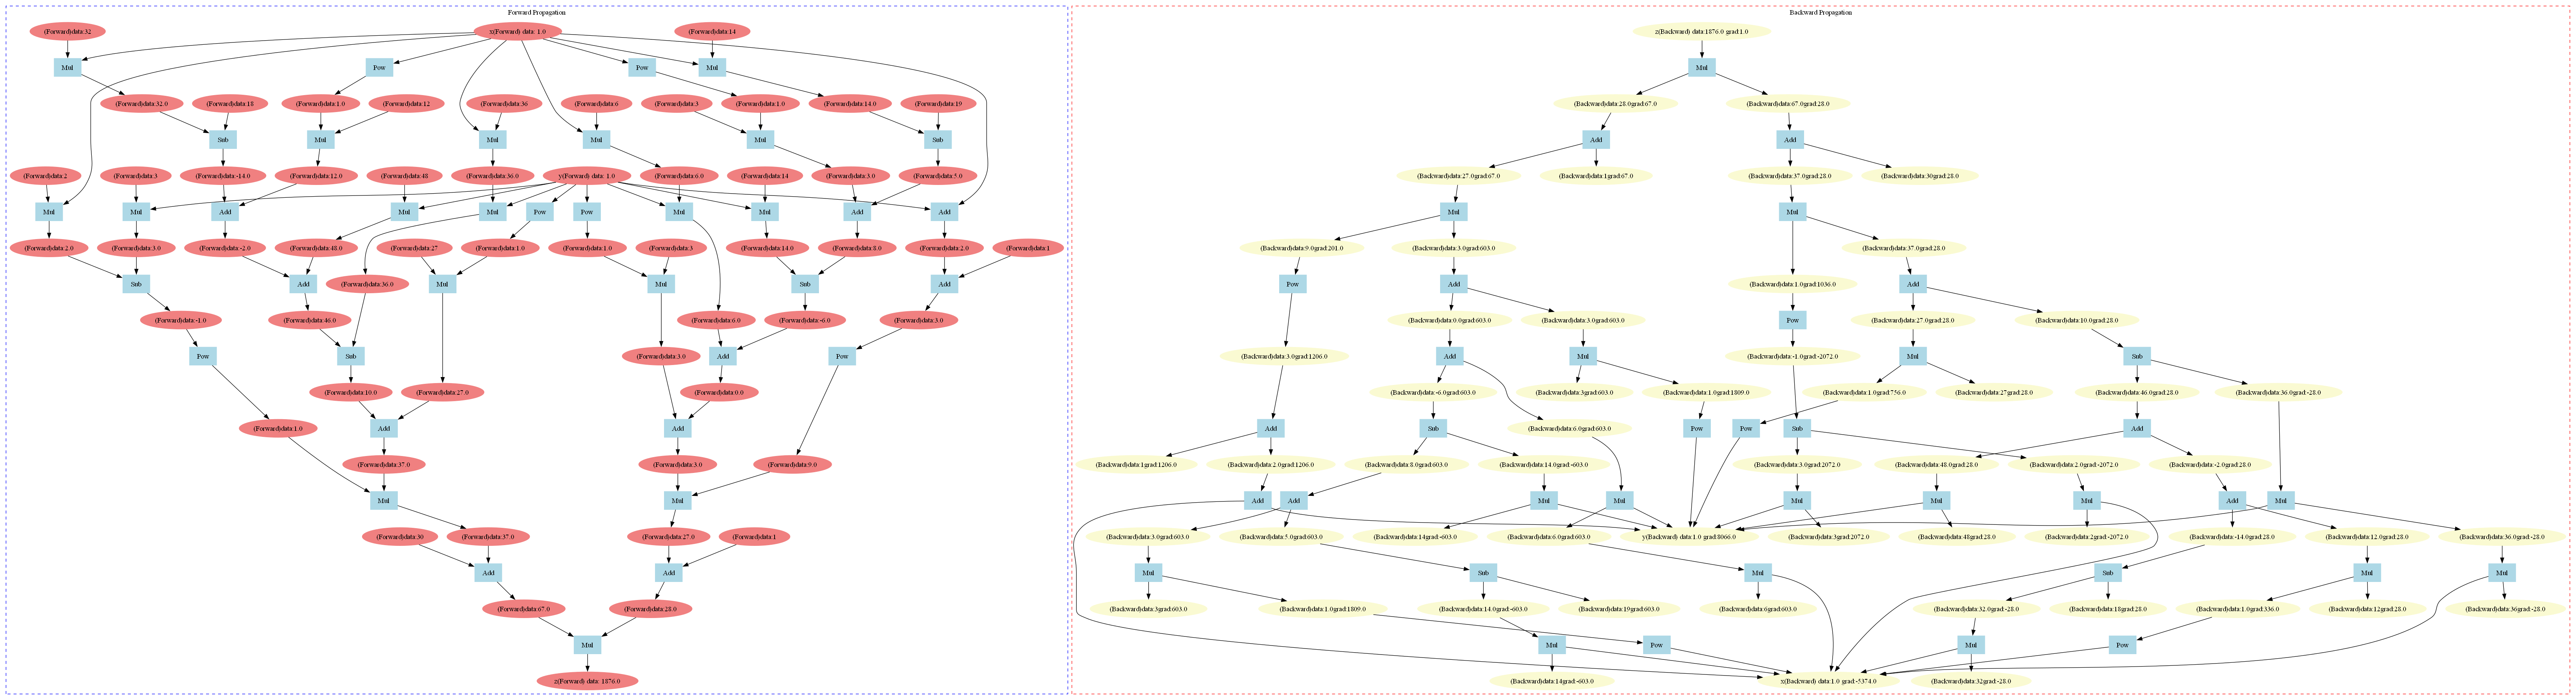 Forward Propagation
(Forward)data:32
x(Forward) data: 1.0
(Forward)data:14
Mul
Pow
Pow
Mul
(Forward)data:32.0
(Forward)data:18
(Forward)data:1.0
(Forward)data:12
(Forward)data:36
(Forward)data:6
(Forward)data:3
(Forward)data:1.0
(Forward)data:14.0
(Forward)data:19
Sub
Mul
Mul
Mul
Mul
Sub
(Forward)data:2
(Forward)data:3
(Forward)data:-14.0
(Forward)data:12.0
(Forward)data:48
(Forward)data:36.0
y(Forward) data: 1.0
(Forward)data:6.0
(Forward)data:14
(Forward)data:3.0
(Forward)data:5.0
Mul
Mul
Add
Mul
Mul
Pow
Pow
Mul
Mul
Add
Add
(Forward)data:2.0
(Forward)data:3.0
(Forward)data:-2.0
(Forward)data:48.0
(Forward)data:27
(Forward)data:1.0
(Forward)data:1.0
(Forward)data:3
(Forward)data:14.0
(Forward)data:8.0
(Forward)data:2.0
(Forward)data:1
Sub
Add
(Forward)data:36.0
Mul
Mul
Sub
Add
(Forward)data:-1.0
(Forward)data:46.0
(Forward)data:6.0
(Forward)data:-6.0
(Forward)data:3.0
Pow
Sub
(Forward)data:3.0
Add
Pow
(Forward)data:10.0
(Forward)data:27.0
(Forward)data:0.0
(Forward)data:1.0
Add
Add
(Forward)data:37.0
(Forward)data:3.0
(Forward)data:9.0
Mul
Mul
(Forward)data:30
(Forward)data:37.0
(Forward)data:27.0
(Forward)data:1
Add
Add
(Forward)data:67.0
(Forward)data:28.0
Mul
z(Forward) data: 1876.0
Backward Propagation
z(Backward) data:1876.0 grad:1.0
Mul
(Backward)data:28.0grad:67.0
(Backward)data:67.0grad:28.0
Add
Add
(Backward)data:27.0grad:67.0
(Backward)data:1grad:67.0
(Backward)data:37.0grad:28.0
(Backward)data:30grad:28.0
Mul
Mul
(Backward)data:9.0grad:201.0
(Backward)data:3.0grad:603.0
(Backward)data:37.0grad:28.0
Pow
Add
(Backward)data:1.0grad:1036.0
Add
(Backward)data:0.0grad:603.0
(Backward)data:3.0grad:603.0
Pow
(Backward)data:27.0grad:28.0
(Backward)data:10.0grad:28.0
(Backward)data:3.0grad:1206.0
Add
Mul
(Backward)data:-1.0grad:-2072.0
Mul
Sub
(Backward)data:-6.0grad:603.0
(Backward)data:3grad:603.0
(Backward)data:1.0grad:1809.0
(Backward)data:1.0grad:756.0
(Backward)data:27grad:28.0
(Backward)data:46.0grad:28.0
(Backward)data:36.0grad:-28.0
Add
Sub
(Backward)data:6.0grad:603.0
Pow
Pow
Sub
Add
(Backward)data:1grad:1206.0
(Backward)data:2.0grad:1206.0
(Backward)data:8.0grad:603.0
(Backward)data:14.0grad:-603.0
(Backward)data:3.0grad:2072.0
(Backward)data:48.0grad:28.0
(Backward)data:2.0grad:-2072.0
(Backward)data:-2.0grad:28.0
Add
Add
Mul
Mul
Mul
Mul
Mul
Add
Mul
(Backward)data:3.0grad:603.0
(Backward)data:5.0grad:603.0
(Backward)data:14grad:-603.0
(Backward)data:6.0grad:603.0
y(Backward) data:1.0 grad:8066.0
(Backward)data:3grad:2072.0
(Backward)data:48grad:28.0
(Backward)data:2grad:-2072.0
(Backward)data:-14.0grad:28.0
(Backward)data:12.0grad:28.0
(Backward)data:36.0grad:-28.0
Mul
Sub
Mul
Sub
Mul
Mul
(Backward)data:3grad:603.0
(Backward)data:1.0grad:1809.0
(Backward)data:14.0grad:-603.0
(Backward)data:19grad:603.0
(Backward)data:6grad:603.0
(Backward)data:32.0grad:-28.0
(Backward)data:18grad:28.0
(Backward)data:1.0grad:336.0
(Backward)data:12grad:28.0
(Backward)data:36grad:-28.0
Mul
Pow
Mul
Pow
(Backward)data:14grad:-603.0
x(Backward) data:1.0 grad:-5374.0
(Backward)data:32grad:-28.0